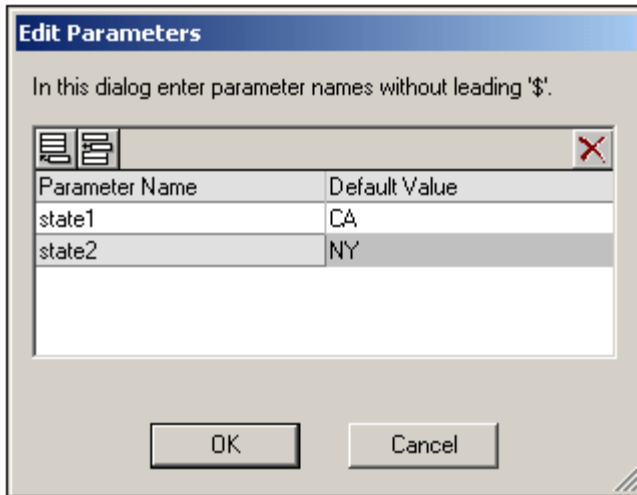 Edit Parameters
In this dialog enter parameter names without leading '$'.
Parameter Name Default Value
state1 CA
state2 NY
OK Cancel